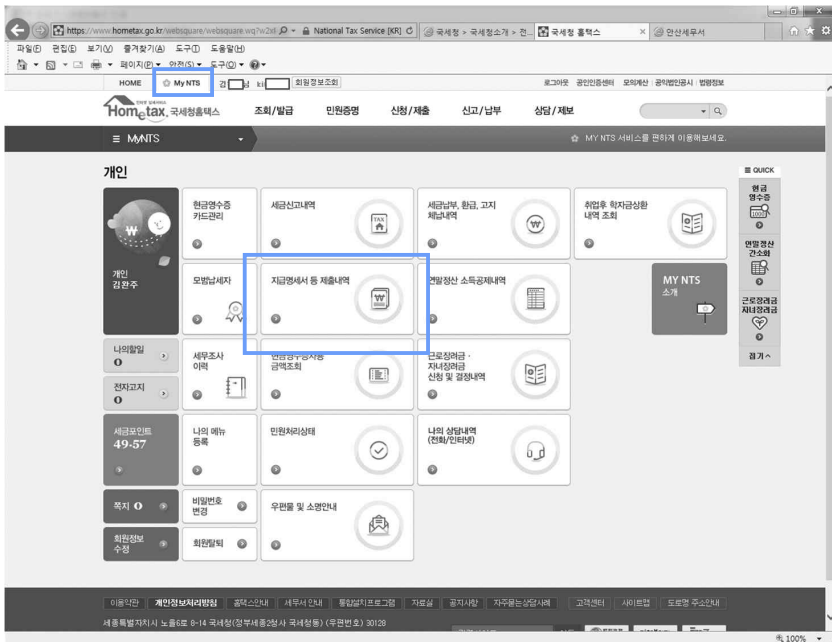 https://www.hometax.go.kr/websquare/websquare.wq?w2xl
National Tax Service [KR]
국세청 > 국세청소개 > 전...
국세청 홈택스
안산세무서
파일(F) 편집(E) 보기(V) 즐겨찾기(A) 도구(T) 도움말(H)
페이지(P) 안전(S) 도구(O)
HOME My NTS 회원정보조회 로그아웃 공인인증센터 모의계산 공익법인공시 법령정보
Hometax. 국세청홈택스 조회/발급 민원증명 신청/제출 신고/납부 상담/제보
MyNTS
MY NTS 서비스를 편하게 이용해보세요.
개인
QUICK
개인
김완주
현금영수증
카드관리
세금신고내역
TAX
세금납부, 환급, 고지
체납내역
취업후 학자금상환
내역 조회
현금
영수증
모범납세자
지급명세서 등 제출내역
연말정산 소득공제내역
MY NTS
소개
연말정산
간소화
근로장려금
자녀장려금
접기
나의할일
0
전자고지
0
세무조사
이력
현금영수증사용
금액조회
근로장려금 ·
자녀장려금
신청 및 결정내역
세금포인트
49.57
나의 메뉴
등록
민원처리상태
나의 상담내역
(전화/인터넷)
쪽지 0
비밀번호
변경
우편물 및 소명안내
회원정보
수정
회원탈퇴
이용약관 개인정보처리방침 홈택스안내 세무서 안내 통합설치프로그램 자료실 공지사항 자주묻는상담사례 고객센터 사이트맵 도로명 주소안내
세종특별자치시 노을6로 8-14 국세청(정부세종2청사 국세청동) (우편번호) 30128
100%